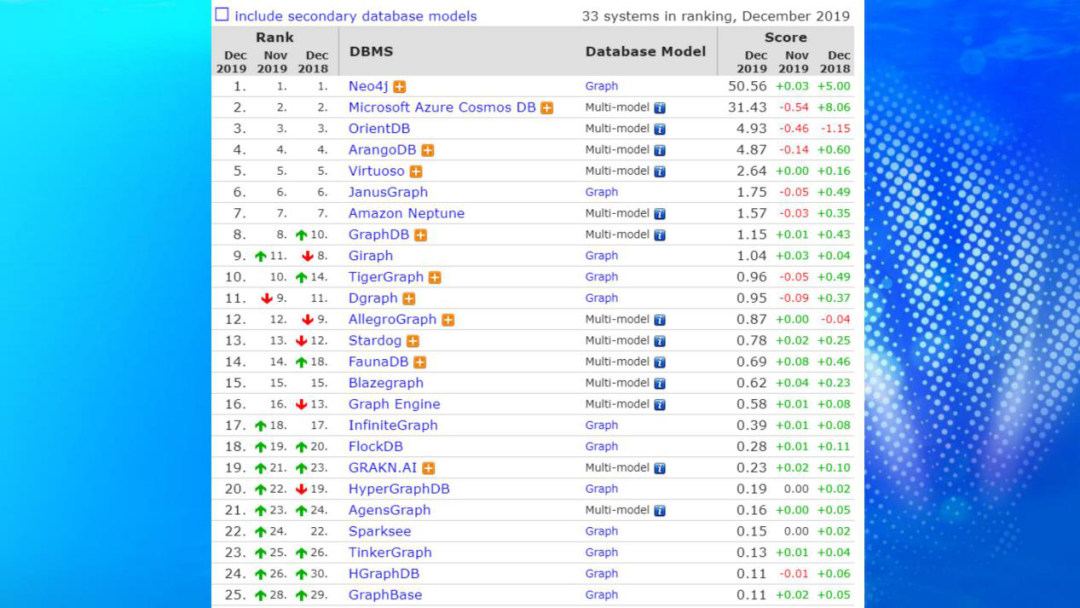 include secondary database models 33 systems in ranking, December 2019
Rank Score
Dec Nov Dec DBMS Database Model Dec Nov Dec
2019 2019 2018 2019 2019 2018
1. 1. 1. Neo4j Graph 50.56 +0.03 +5.00
2. 2. 2. Microsoft Azure Cosmos DB Multi-model 31.43 -0.54 +8.06
3. 3. 3. OrientDB Multi-model 4.93 -0.46 -1.15
4. 4. 4. ArangoDB Multi-model 4.87 -0.14 +0.60
5. 5. 5. Virtuoso Multi-model 2.64 +0.00 +0.16
6. 6. 6. JanusGraph Graph 1.75 -0.05 +0.49
7. 7. 7. Amazon Neptune Multi-model 1.57 -0.03 +0.35
8. 8. 10. GraphDB Multi-model 1.15 +0.01 +0.43
9. 11. 8. Giraph Graph 1.04 +0.03 +0.04
10. 10. 14. TigerGraph Graph 0.96 -0.05 +0.49
11. 9. 11. Dgraph Graph 0.95 -0.09 +0.37
12. 12. 9. AllegroGraph Multi-model 0.87 +0.00 -0.04
13. 13. 12. Stardog Multi-model 0.78 +0.02 +0.25
14. 14. 18. FaunaDB Multi-model 0.69 +0.08 +0.46
15. 15. 15. Blazegraph Multi-model 0.62 +0.04 +0.23
16. 16. 13. Graph Engine Multi-model 0.58 +0.01 +0.08
17. 18. 17. InfiniteGraph Graph 0.39 +0.01 +0.08
18. 19. 20. FlockDB Graph 0.28 +0.01 +0.11
19. 21. 23. GRAKN.AI Multi-model 0.23 +0.02 +0.10
20. 22. 19. HyperGraphDB Graph 0.19 0.00 +0.02
21. 23. 24. AgensGraph Multi-model 0.16 +0.00 +0.05
22. 24. 22. Sparksee Graph 0.15 0.00 +0.02
23. 25. 26. TinkerGraph Graph 0.13 +0.01 +0.04
24. 26. 30. HGraphDB Graph 0.11 -0.01 +0.06
25. 28. 29. GraphBase Graph 0.11 +0.02 +0.05